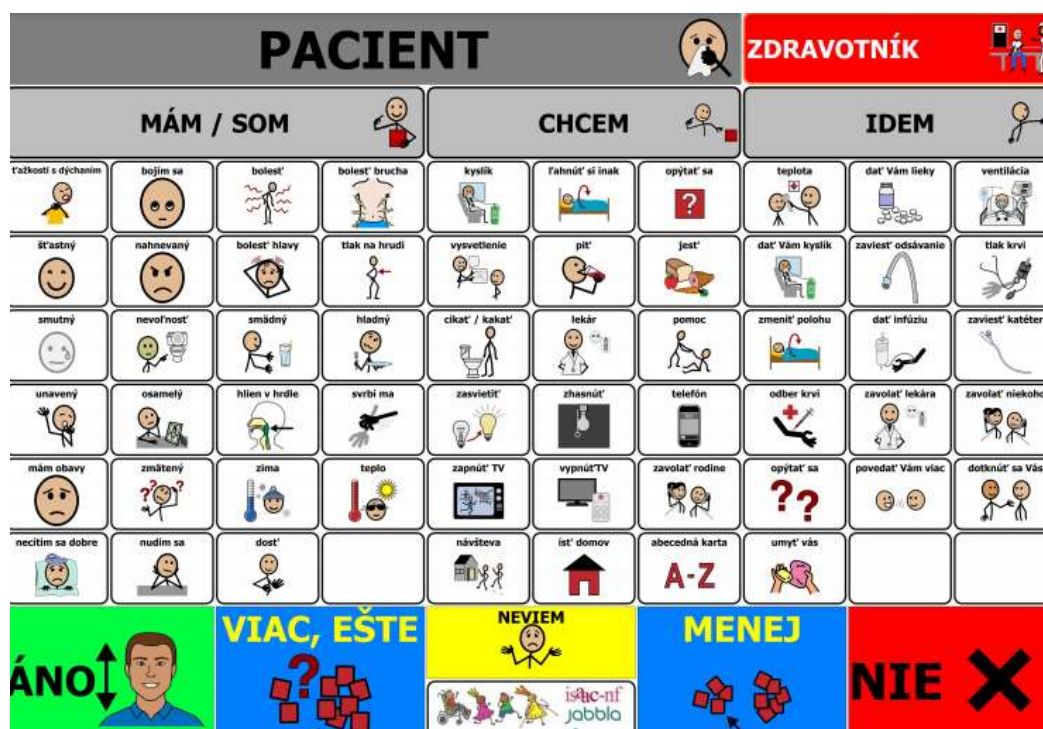 PACIENT
ZDRAVOTNÍK
MÁM / SOM
CHCEM
IDEM
ťažkosti s dýchaním bojím sa bolesť bolesť brucha kyslík ľahnúť si inak opýtať sa teplota dať Vám lieky ventilácia
šťastný nahnevaný bolesť hlavy tlak na hrudi vysvetlenie piť jesť dať Vám kyslík zaviesť odsávanie tlak krvi
smutný nevoľnosť smädný hladný cikať / kakať lekár pomoc zmeniť polohu dať infúziu zaviesť katéter
unavený osamelý hlien v hrdle svrbí ma zasvietiť zhasnúť telefón odber krvi zavolať lekára zavolať niekoho
mám obavy zmätený zima teplo zapnúť TV vypnúťTV zavolať rodine opýtať sa povedať Vám viac dotknúť sa Vás
necítim sa dobre nudím sa dosť návšteva ísť domov abecedná karta umyť vás
A-Z
ÁNO
VIAC, EŠTE
NEVIEM
MENEJ
NIE
isaac-nf
jabbla